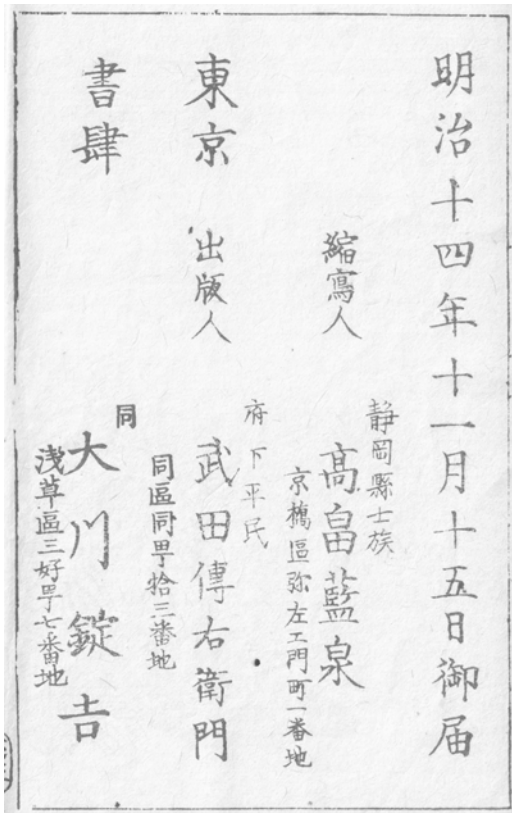 明治十四年十一月十五日御届
静岡縣士族
縮寫人 高畠藍泉
京橋區弥左エ門町一番地
府下平民
東京 出版人 武田傳右衛門
同區同甼拾三番地
同
書肆 大川錠吉
浅草區三好甼七番地